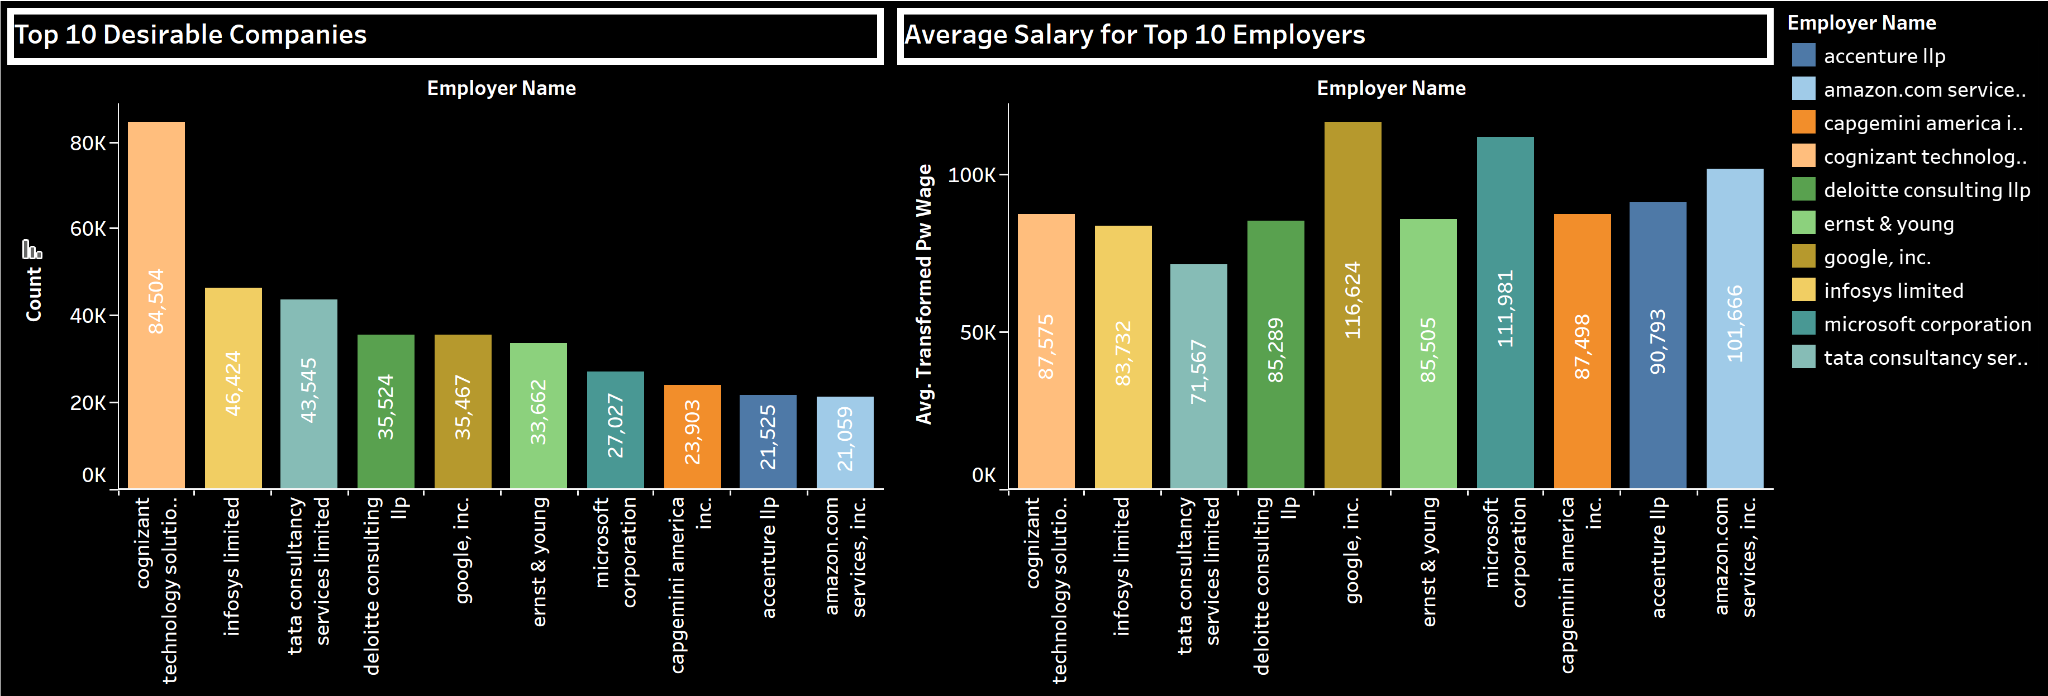 Top 10 Desirable Companies
Employer Name
Count
80K
60K
40K
20K
0K
84,504
46,424
43,545
35,524
35,467
33,662
27,027
23,903
21,525
21,059
cognizant
technology solutio..
infosys limited
tata consultancy
services limited
deloitte consulting
llp
google, inc.
ernst & young
microsoft
corporation
capgemini america
inc.
accenture llp
amazon.com
services, inc.
Average Salary for Top 10 Employers
Employer Name
Avg. Transformed Pw Wage
100K
50K
0K
87,575
83,732
71,567
85,289
116,624
85,505
111,981
87,498
90,793
101,666
cognizant
technology solutio..
infosys limited
tata consultancy
services limited
deloitte consulting
llp
google, inc.
ernst & young
microsoft
corporation
capgemini america
inc.
accenture llp
amazon.com
services, inc.
Employer Name
accenture llp
amazon.com service..
capgemini america i..
cognizant technolog..
deloitte consulting llp
ernst & young
google, inc.
infosys limited
microsoft corporation
tata consultancy ser..